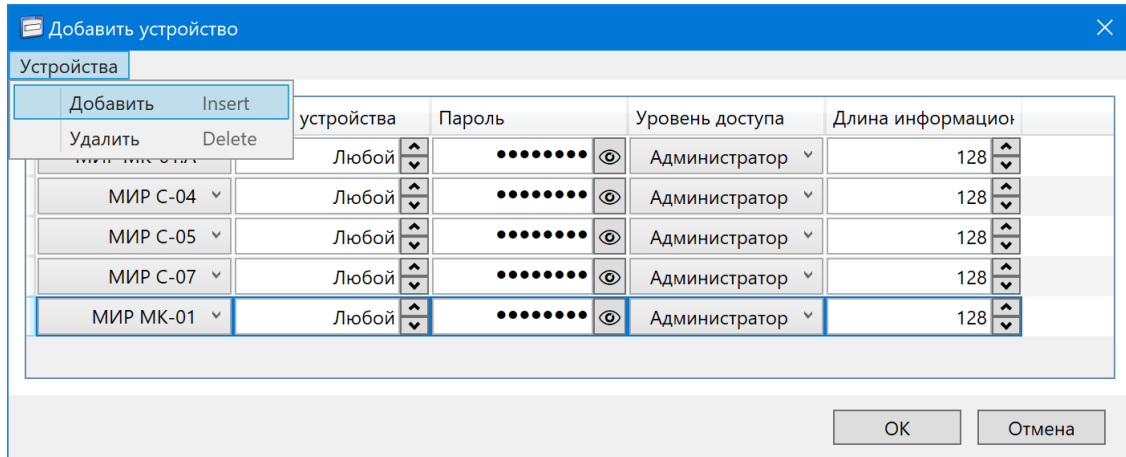 Добавить устройство
Устройства
Добавить Insert
Удалить Delete
устройства Пароль Уровень доступа Длина информацион
Любой •••••••• Администратор 128
МИР С-04 Любой •••••••• Администратор 128
МИР С-05 Любой •••••••• Администратор 128
МИР С-07 Любой •••••••• Администратор 128
МИР МК-01 Любой •••••••• Администратор 128
ОК Отмена